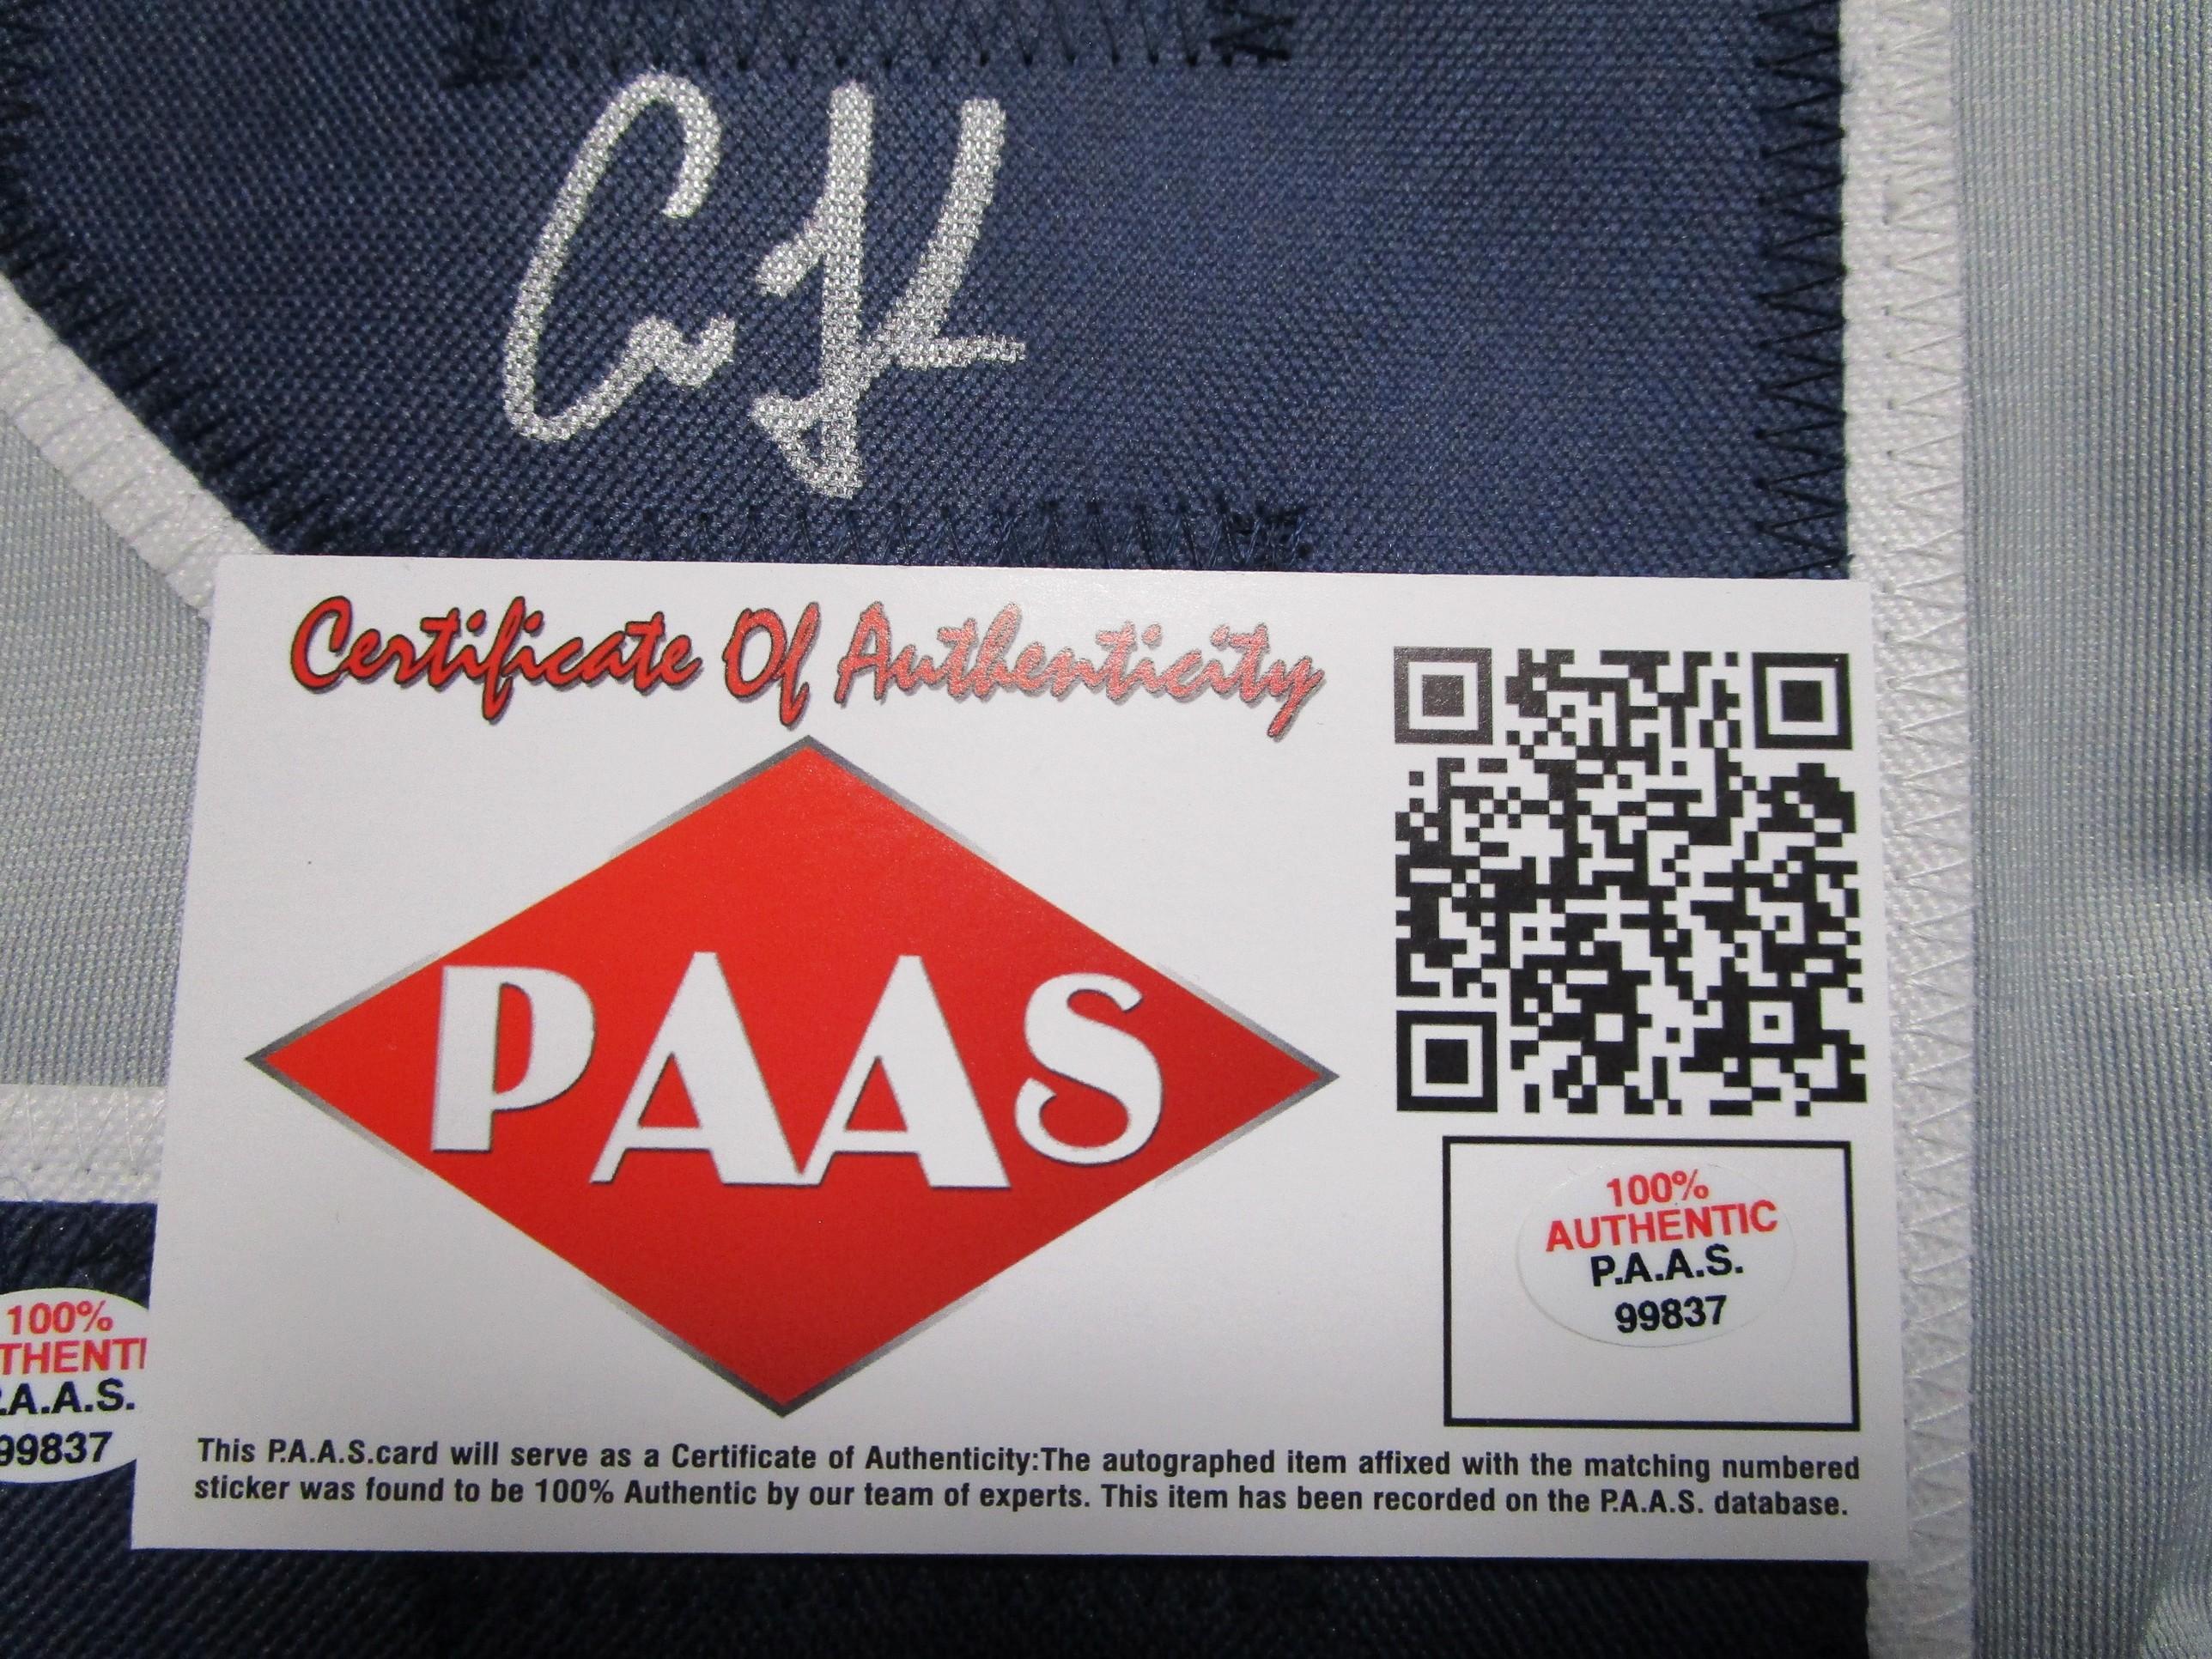 Certificate Of Authenticity
PAAS
100%
AUTHENTIC
P.A.A.S.
99837
100%
THENTI
.A.A.S.
99837
This P.A.A.S.card will serve as a Certificate of Authenticity:The autographed item affixed with the matching numbered
sticker was found to be 100% Authentic by our team of experts. This item has been recorded on the P.A.A.S. database.